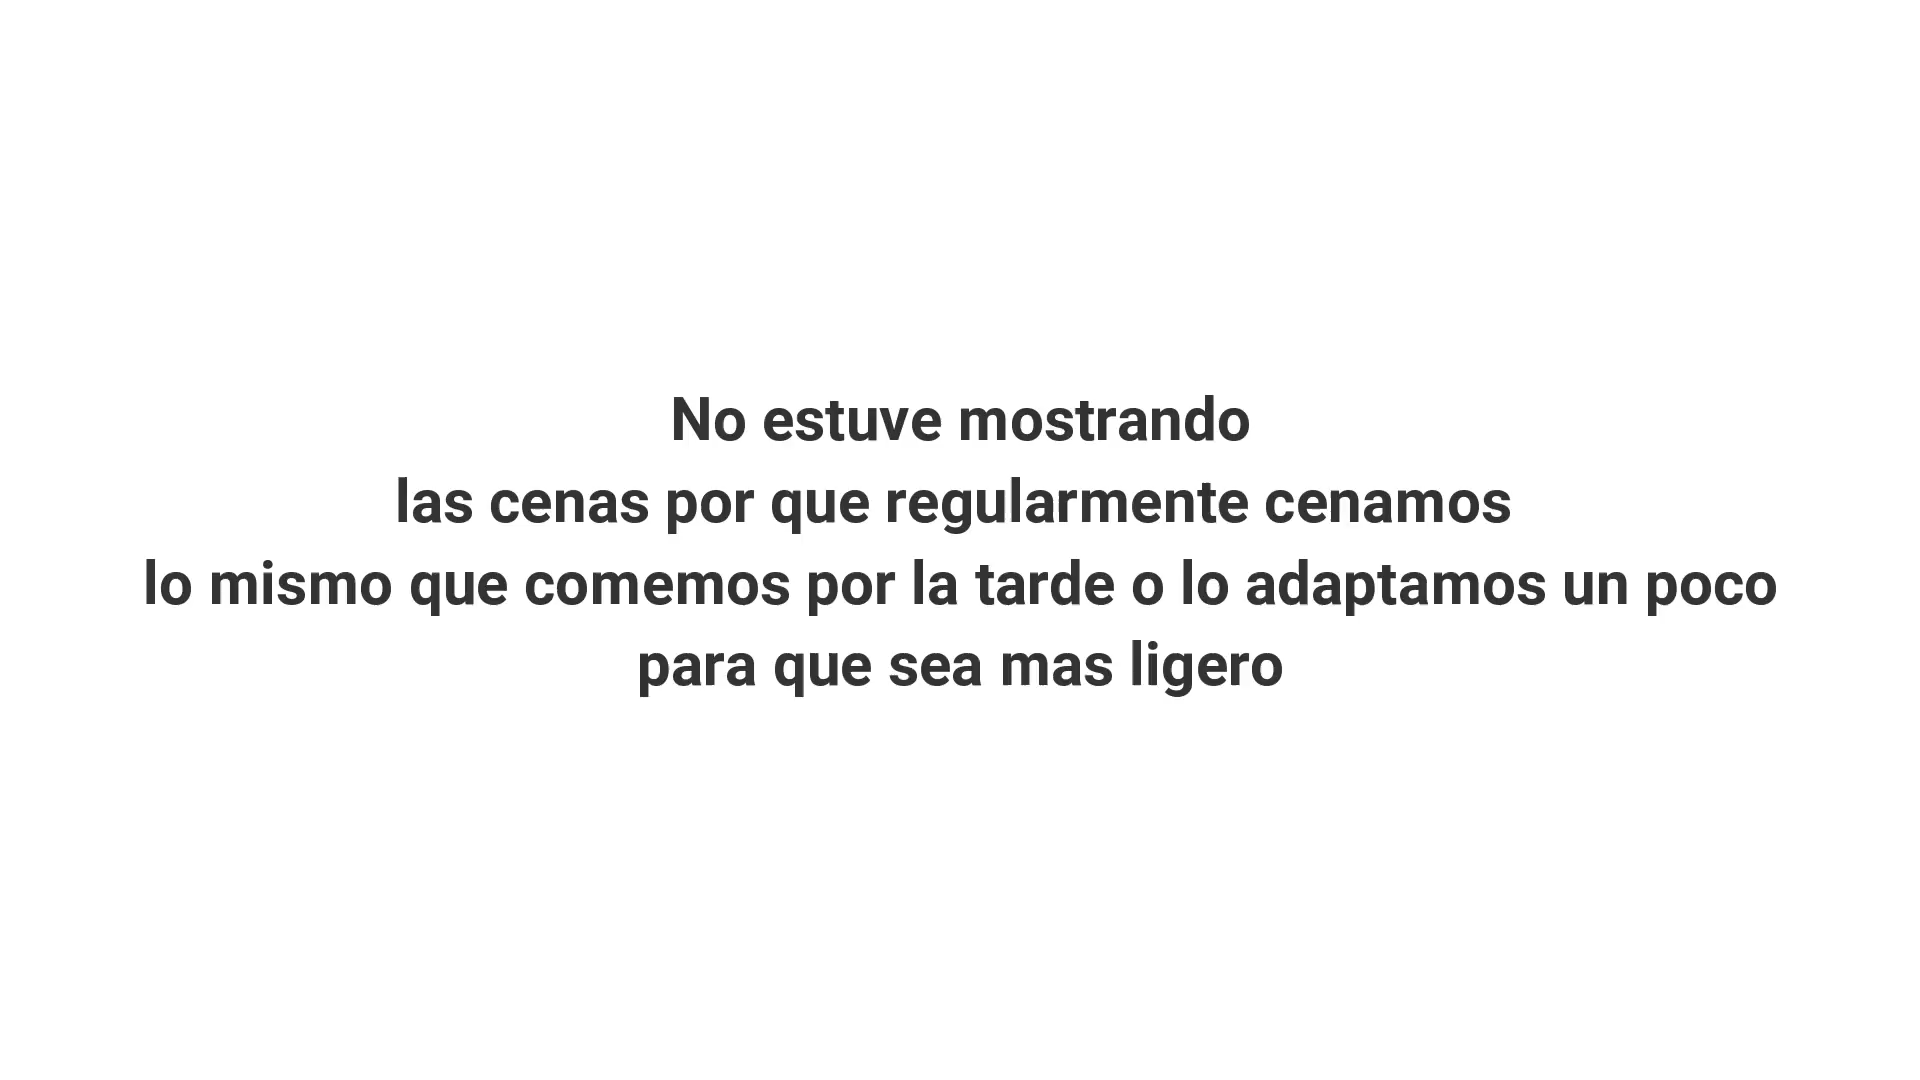 No estuve mostrando
las cenas por que regularmente cenamos
lo mismo que comemos por la tarde o lo adaptamos un poco
para que sea mas ligero